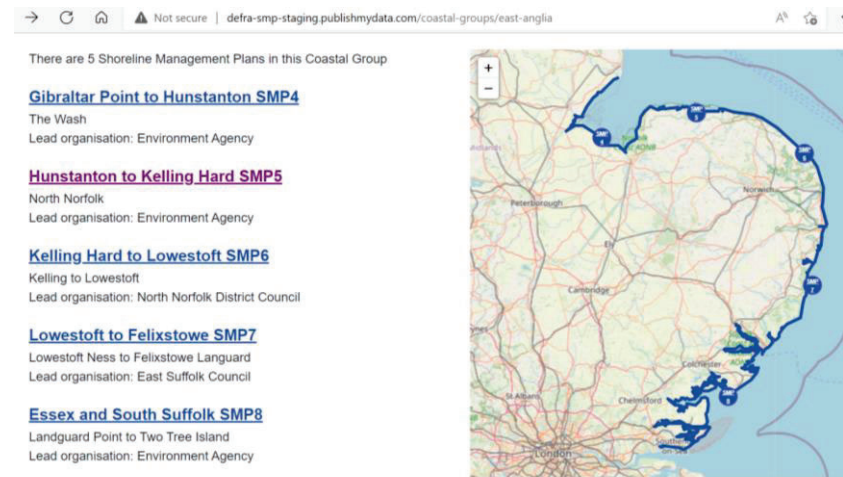 Not secure | defra-smp-staging.publishmydata.com/coastal-groups/east-anglia
There are 5 Shoreline Management Plans in this Coastal Group
Gibraltar Point to Hunstanton SMP4
The Wash
Lead organisation: Environment Agency
Hunstanton to Kelling Hard SMP5
North Norfolk
Lead organisation: Environment Agency
Kelling Hard to Lowestoft SMP6
Kelling to Lowestoft
Lead organisation: North Norfolk District Council
Lowestoft to Felixstowe SMP7
Lowestoft Ness to Felixstowe Languard
Lead organisation: East Suffolk Council
Essex and South Suffolk SMP8
Landguard Point to Two Tree Island
Lead organisation: Environment Agency
+
−
Norwich
Peterborough
Ely
Cambridge
Colchester
St Albans
Chelmsford
Southend-
on-Sea
London